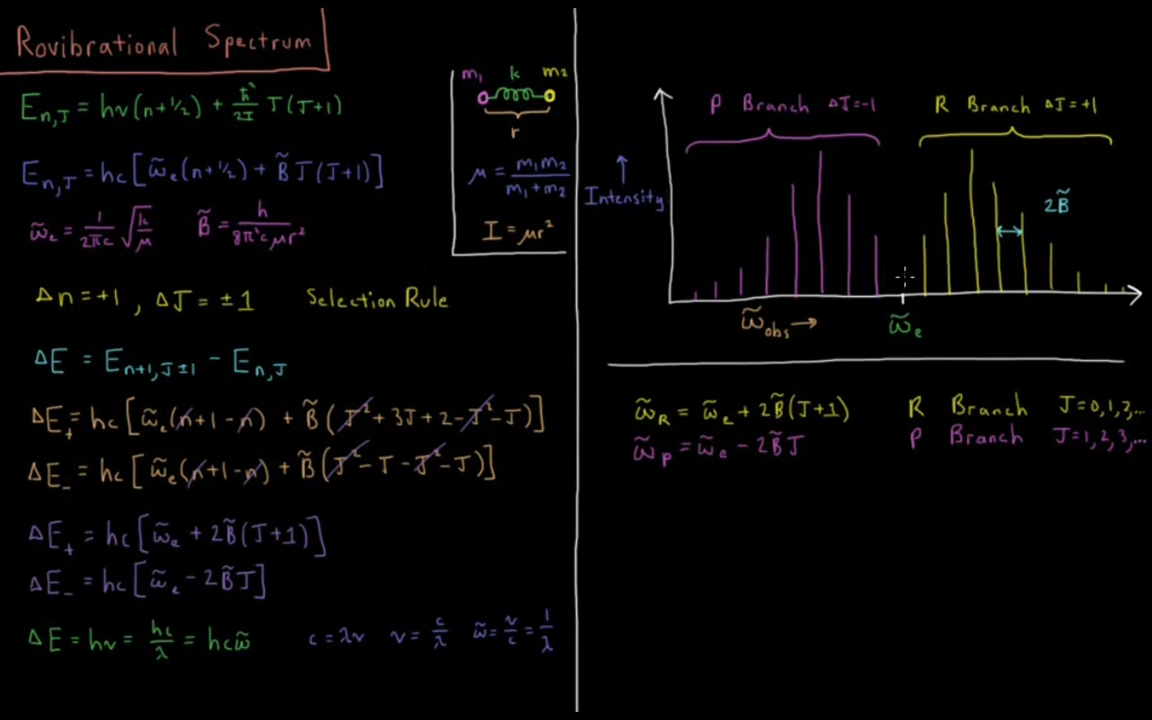 Rovibrational Spectrum
E_{n,J} = hν(n+½) + ℏ²/2I J(J+1)
E_{n,J} = hc[ω̃_e(n+½) + B̃ J(J+1)]
ω̃_e = 1/2πc √(k/μ)   B̃ = h/8π²cμr²
Δn = +1, ΔJ = ±1   Selection Rule
ΔE = E_{n+1,J±1} - E_{n,J}
ΔE_+ = hc[ω̃_e(n+1-n) + B̃(J²+3J+2-J²-J)]
ΔE_- = hc[ω̃_e(n+1-n) + B̃(J²-J-J²-J)]
ΔE_+ = hc[ω̃_e + 2B̃(J+1)]
ΔE_- = hc[ω̃_e - 2B̃J]
ΔE = hν = hc/λ = hcω̃   c = λν   ν = c/λ   ω̃ = ν/c = 1/λ
m₁ k m₂
r
μ = m₁m₂/m₁+m₂
I = μr²
P Branch ΔJ=-1   R Branch ΔJ=+1
↑
Intensity
2B̃
ω̃_obs →   ω̃_e
ω̃_R = ω̃_e + 2B̃(J+1)   R Branch   J=0,1,2,...
ω̃_P = ω̃_e - 2B̃J   P Branch   J=1,2,3,...